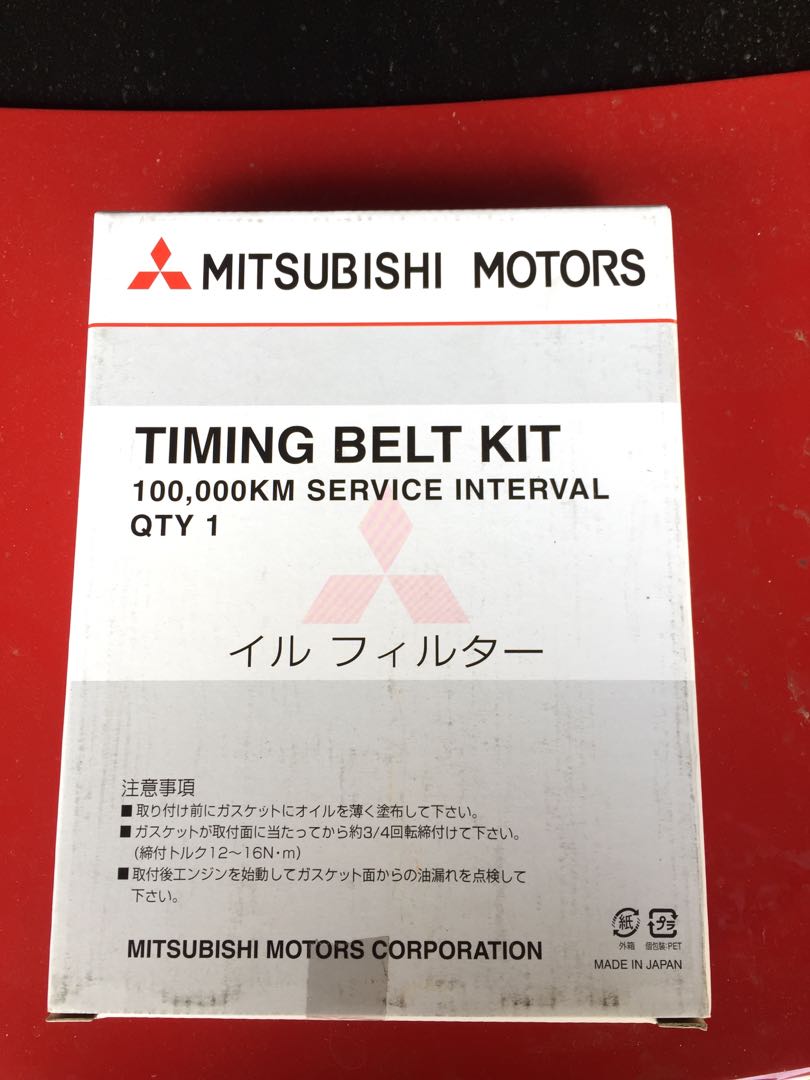 MITSUBISHI MOTORS
TIMING BELT KIT
100,000KM SERVICE INTERVAL
QTY 1
イル フィルター
注意事項
■取り付け前にガスケットにオイルを薄く塗布して下さい。
■ガスケットが取付面に当たってから約3/4回転締付けて下さい。
(締付トルク12〜16N・m)
■取付後エンジンを始動してガスケット面からの油漏れを点検して
下さい。
紙 プラ
外箱 個包装:PET
MITSUBISHI MOTORS CORPORATION
MADE IN JAPAN